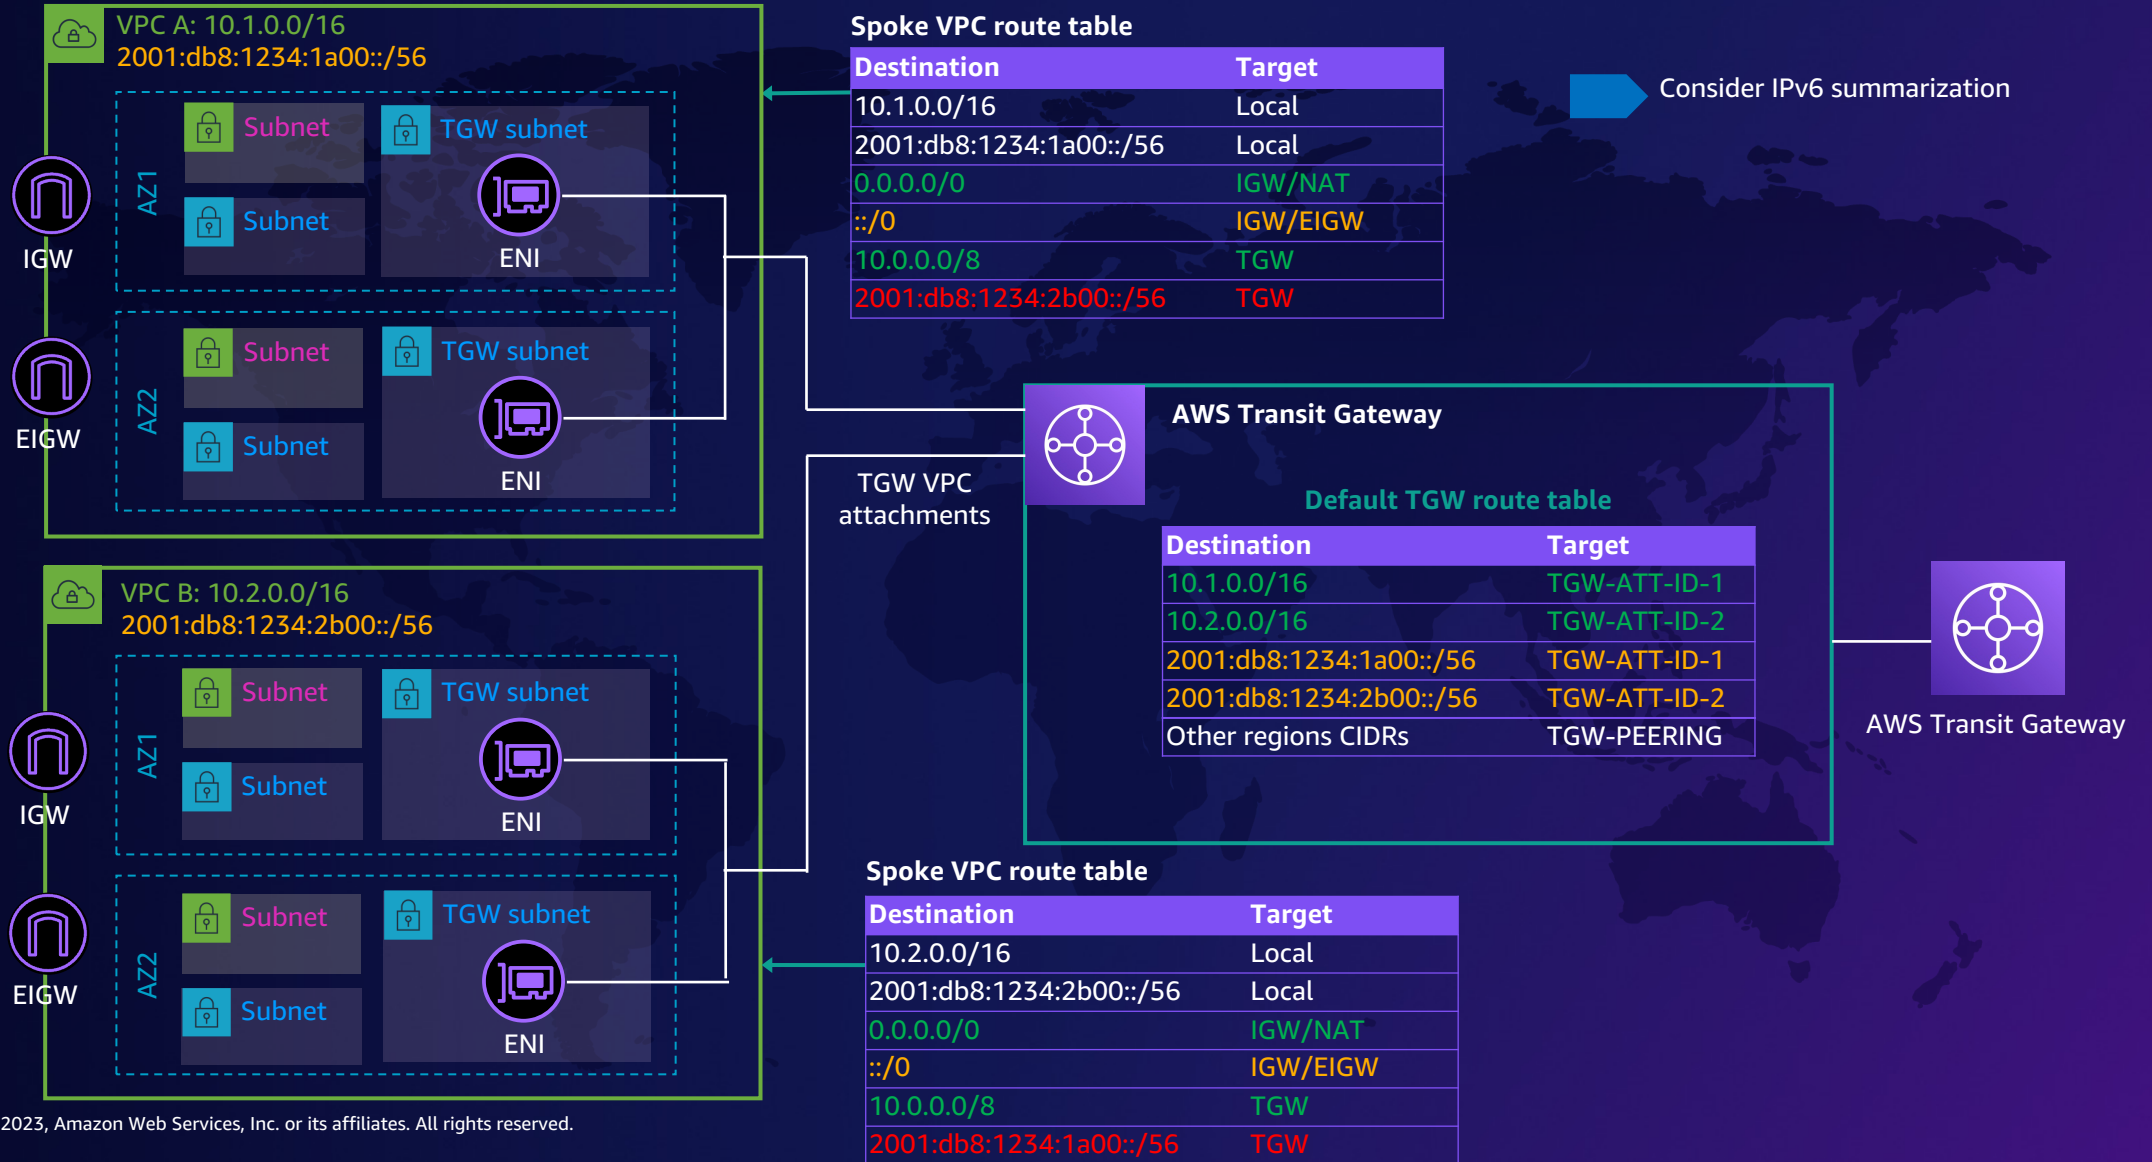 VPC A: 10.1.0.0/16
2001:db8:1234:1a00::/56
AZ1
Subnet
Subnet
TGW subnet
ENI
IGW
AZ2
Subnet
Subnet
TGW subnet
ENI
EIGW
Spoke VPC route table
Destination Target
10.1.0.0/16 Local
2001:db8:1234:1a00::/56 Local
0.0.0.0/0 IGW/NAT
::/0 IGW/EIGW
10.0.0.0/8 TGW
2001:db8:1234:2b00::/56 TGW
Consider IPv6 summarization
AWS Transit Gateway
TGW VPC
attachments
Default TGW route table
Destination Target
10.1.0.0/16 TGW-ATT-ID-1
10.2.0.0/16 TGW-ATT-ID-2
2001:db8:1234:1a00::/56 TGW-ATT-ID-1
2001:db8:1234:2b00::/56 TGW-ATT-ID-2
Other regions CIDRs TGW-PEERING
AWS Transit Gateway
VPC B: 10.2.0.0/16
2001:db8:1234:2b00::/56
AZ1
Subnet
Subnet
TGW subnet
ENI
IGW
AZ2
Subnet
Subnet
TGW subnet
ENI
EIGW
Spoke VPC route table
Destination Target
10.2.0.0/16 Local
2001:db8:1234:2b00::/56 Local
0.0.0.0/0 IGW/NAT
::/0 IGW/EIGW
10.0.0.0/8 TGW
2001:db8:1234:1a00::/56 TGW
2023, Amazon Web Services, Inc. or its affiliates. All rights reserved.